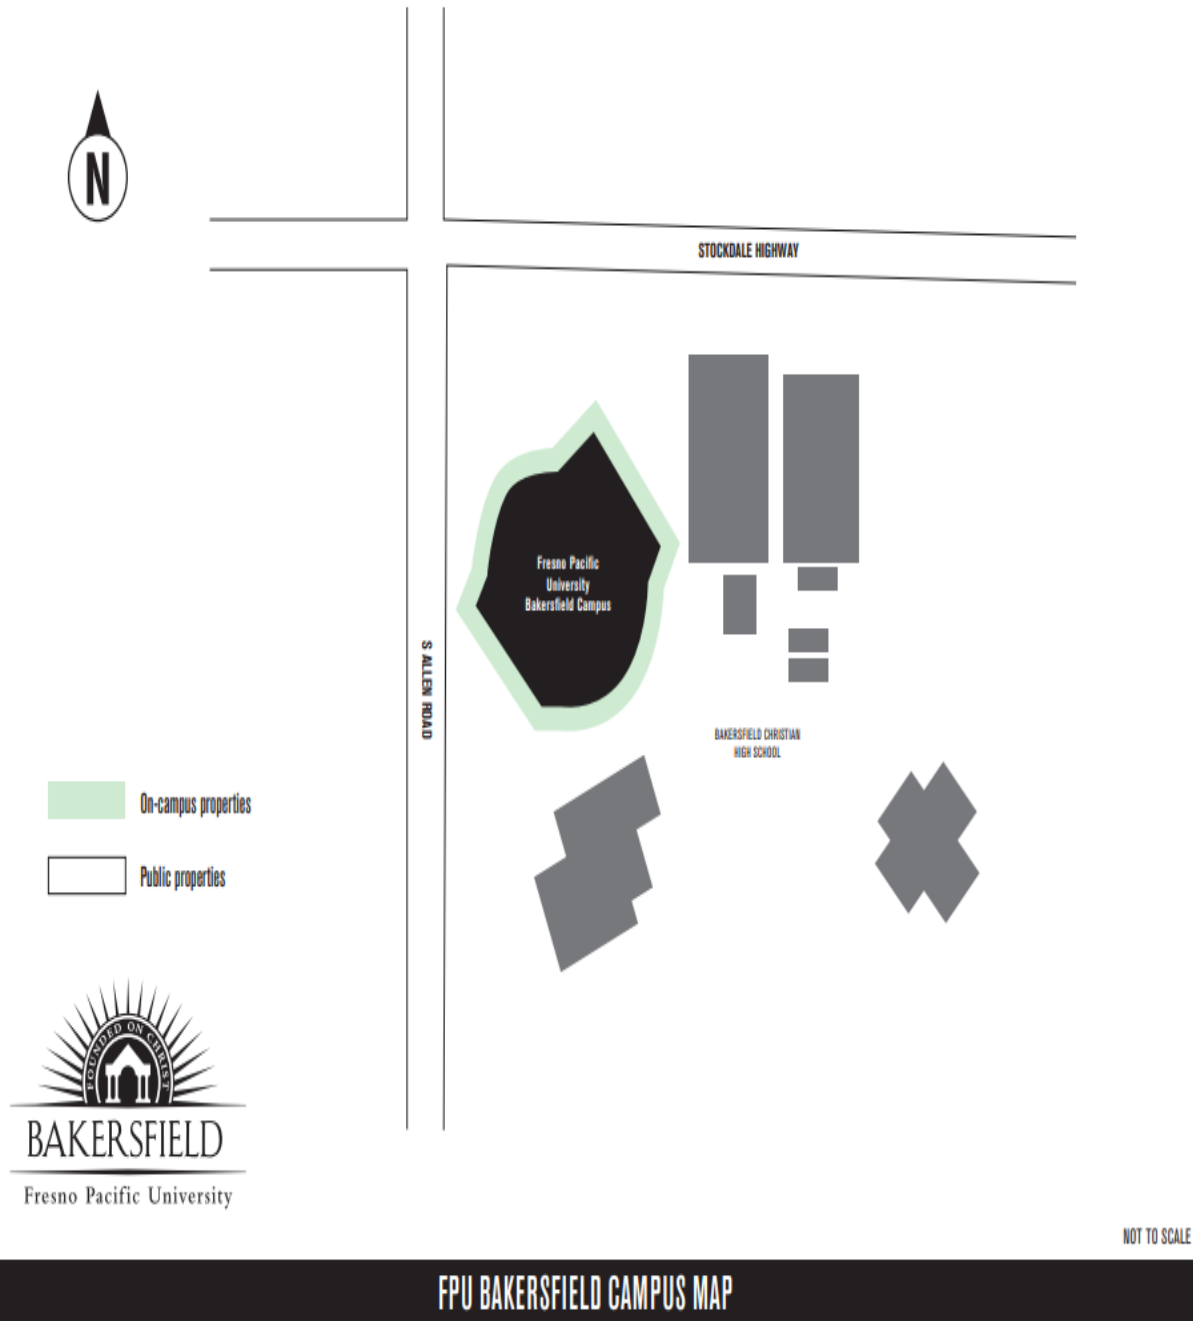 N
STOCKDALE HIGHWAY
Fresno Pacific
University
Bakersfield Campus
S ALLEN ROAD
BAKERSFIELD CHRISTIAN
HIGH SCHOOL
On-campus properties
Public properties
FOUNDED ON CHRIST
BAKERSFIELD
Fresno Pacific University
NOT TO SCALE
FPU BAKERSFIELD CAMPUS MAP